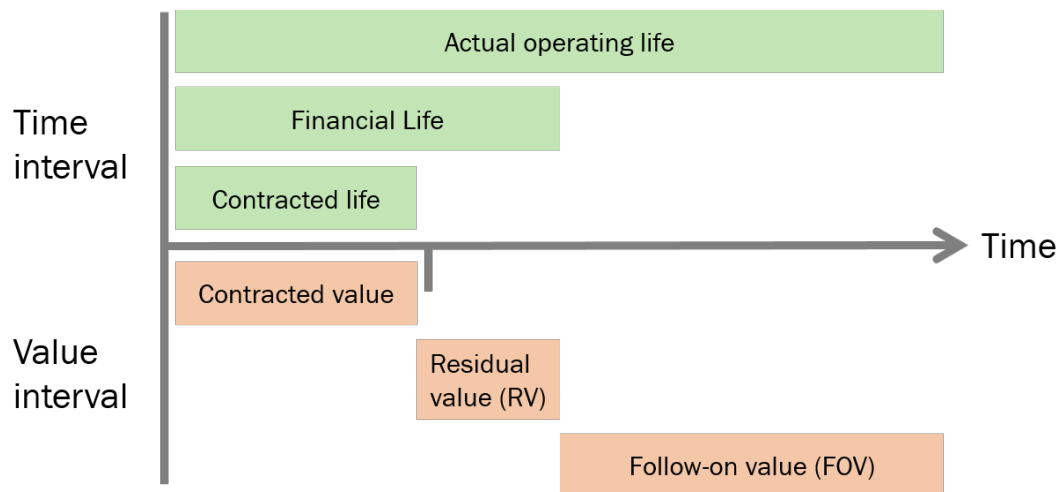 Actual operating life
Time
interval
Financial Life
Contracted life
Time
Contracted value
Value
interval
Residual
value (RV)
Follow-on value (FOV)